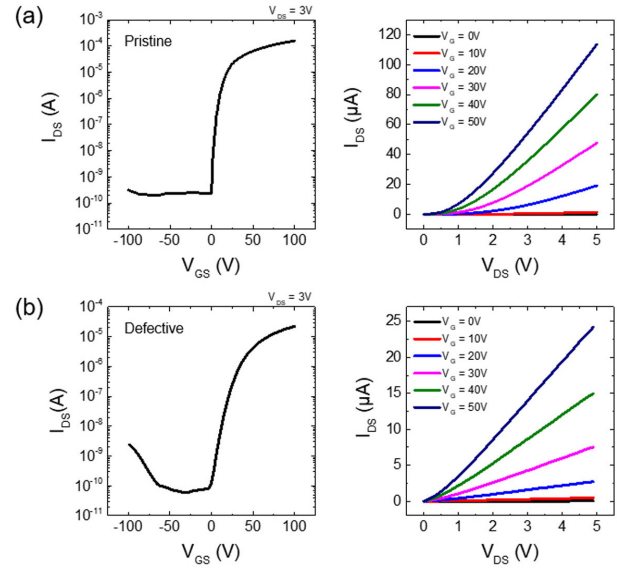 (a)
V_DS = 3V
Pristine
10^-3
10^-4
10^-5
10^-6
10^-7
10^-8
10^-9
10^-10
10^-11
I_DS (A)
-100 -50 0 50 100
V_GS (V)
120
100
80
60
40
20
0
I_DS (µA)
V_G = 0V
V_G = 10V
V_G = 20V
V_G = 30V
V_G = 40V
V_G = 50V
0 1 2 3 4 5
V_DS (V)
(b)
V_DS = 3V
Defective
10^-4
10^-5
10^-6
10^-7
10^-8
10^-9
10^-10
10^-11
I_DS(A)
-100 -50 0 50 100
V_GS (V)
25
20
15
10
5
0
I_DS (µA)
V_G = 0V
V_G = 10V
V_G = 20V
V_G = 30V
V_G = 40V
V_G = 50V
0 1 2 3 4 5
V_DS (V)